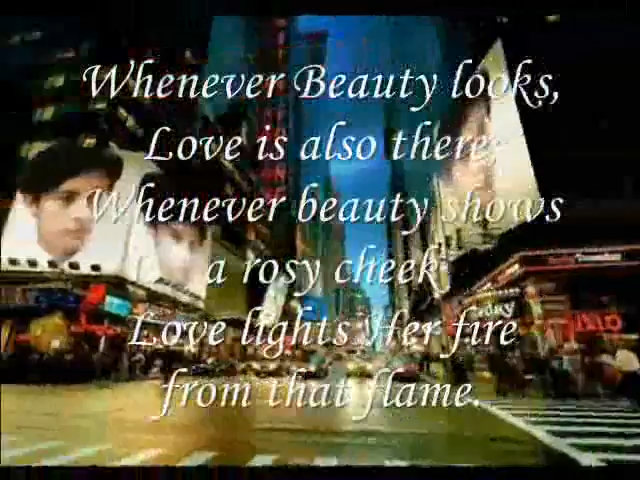 Whenever Beauty looks,
Love is also there;
Whenever beauty shows
a rosy cheek
Love lights Her fire
from that flame.